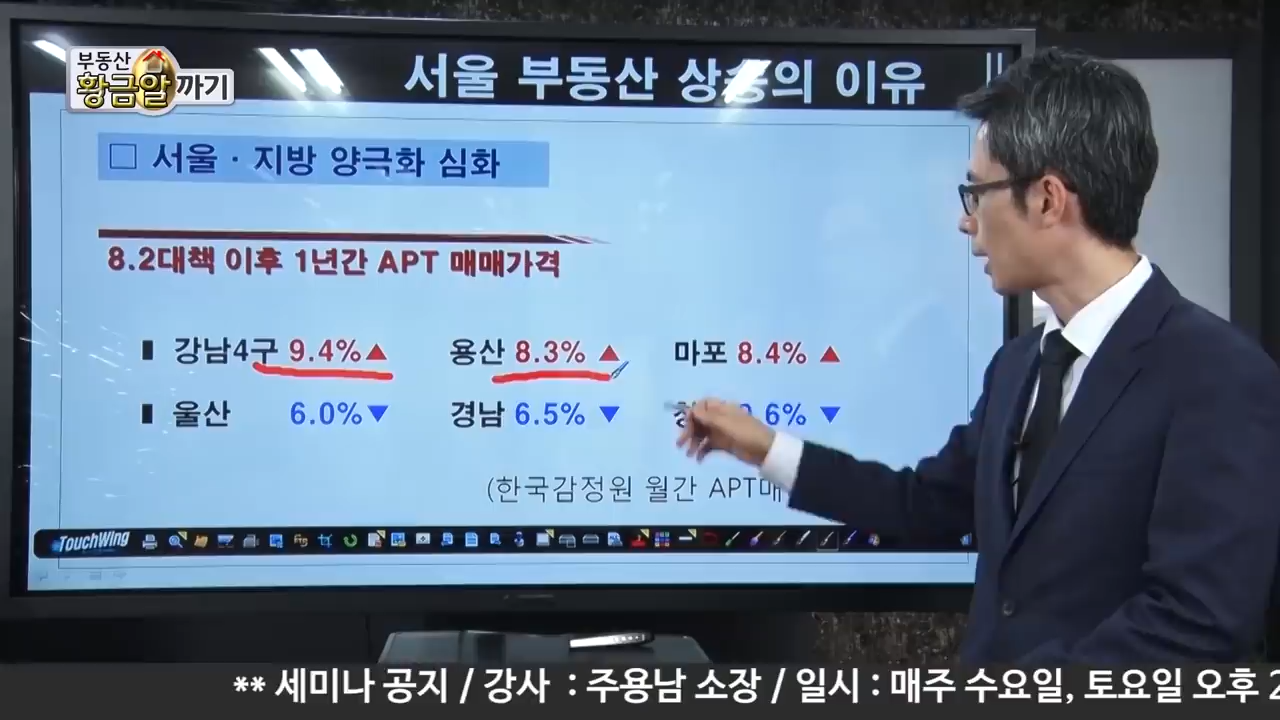 부동산
황금알까기
서울 부동산 상승의 이유
□ 서울 · 지방 양극화 심화
8.2대책 이후 1년간 APT 매매가격
강남4구 9.4%▲ 용산 8.3% ▲ 마포 8.4% ▲
울산 6.0%▼ 경남 6.5% ▼ .6% ▼
(한국감정원 월간 APT매
TouchWing
** 세미나 공지 / 강사 : 주용남 소장 / 일시 : 매주 수요일, 토요일 오후 2